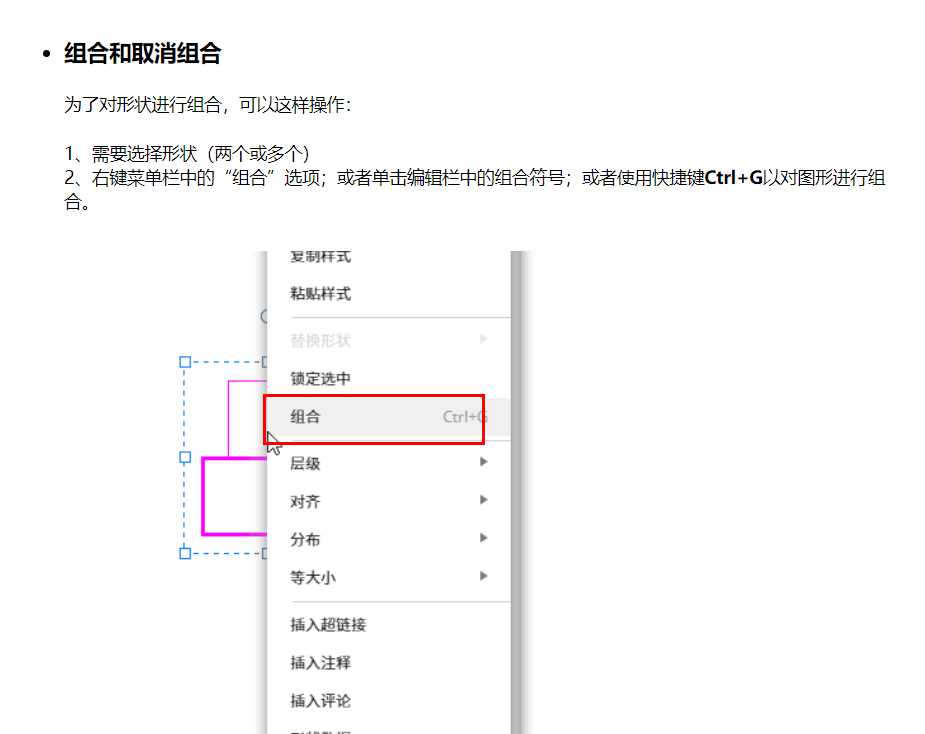 组合和取消组合
为了对形状进行组合，可以这样操作：
1、需要选择形状（两个或多个）
2、右键菜单栏中的“组合”选项；或者单击编辑栏中的组合符号；或者使用快捷键Ctrl+G以对图形进行组
合。
复制样式
粘贴样式
替换形状
锁定选中
组合 Ctrl+G
层级
对齐
分布
等大小
插入超链接
插入注释
插入评论